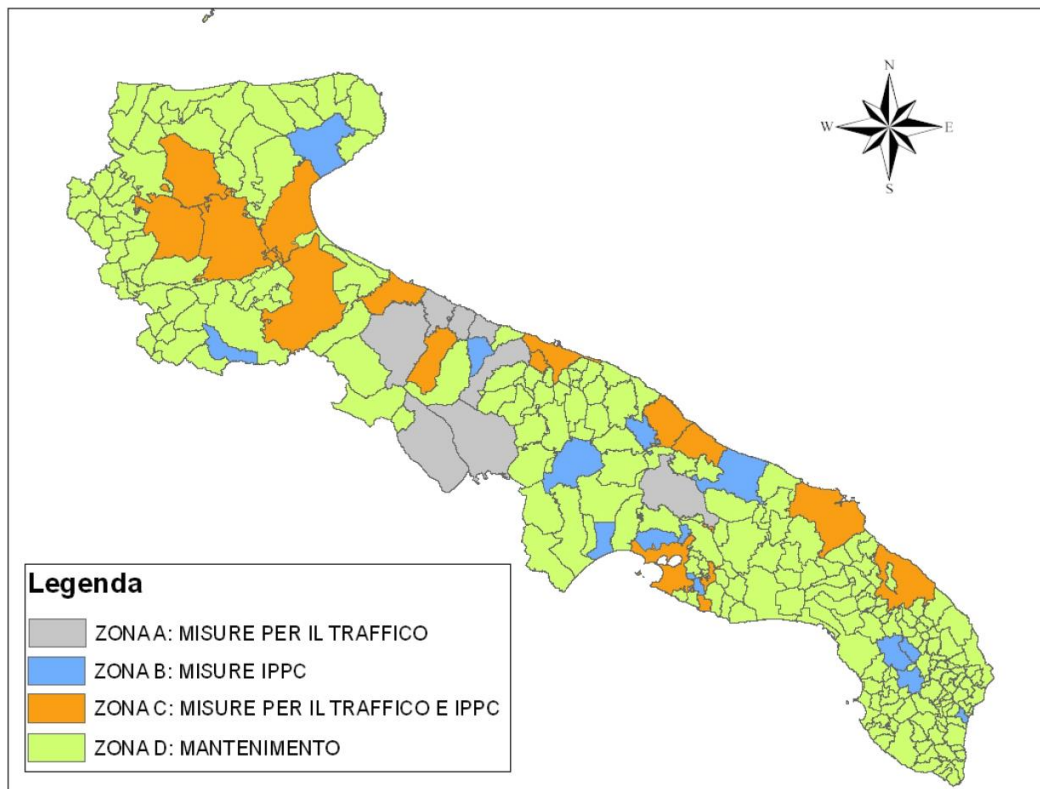 N
W E
S
Legenda
ZONA A: MISURE PER IL TRAFFICO
ZONA B: MISURE IPPC
ZONA C: MISURE PER IL TRAFFICO E IPPC
ZONA D: MANTENIMENTO